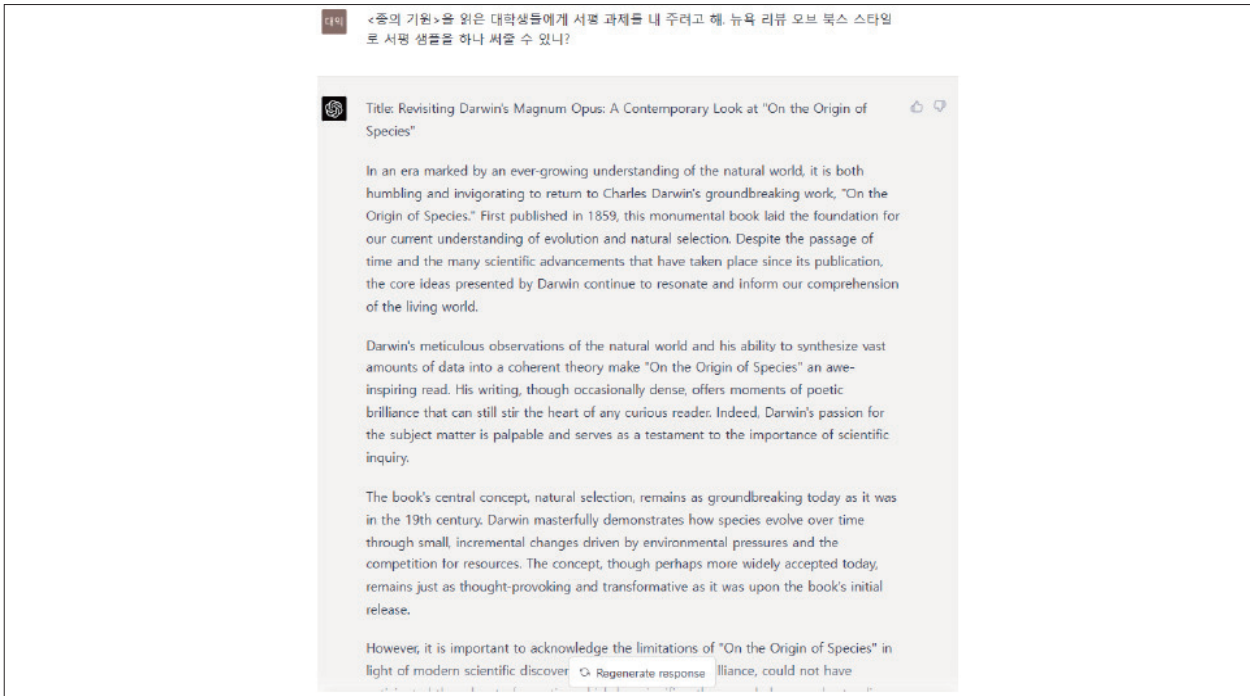 대익
<종의 기원>을 읽은 대학생들에게 서평 과제를 내 주려고 해. 뉴욕 리뷰 오브 북스 스타일
로 서평 샘플을 하나 써줄 수 있니?
Title: Revisiting Darwin's Magnum Opus: A Contemporary Look at "On the Origin of
Species"
In an era marked by an ever-growing understanding of the natural world, it is both
humbling and invigorating to return to Charles Darwin's groundbreaking work, "On the
Origin of Species." First published in 1859, this monumental book laid the foundation for
our current understanding of evolution and natural selection. Despite the passage of
time and the many scientific advancements that have taken place since its publication,
the core ideas presented by Darwin continue to resonate and inform our comprehension
of the living world.
Darwin's meticulous observations of the natural world and his ability to synthesize vast
amounts of data into a coherent theory make "On the Origin of Species" an awe-
inspiring read. His writing, though occasionally dense, offers moments of poetic
brilliance that can still stir the heart of any curious reader. Indeed, Darwin's passion for
the subject matter is palpable and serves as a testament to the importance of scientific
inquiry.
The book's central concept, natural selection, remains as groundbreaking today as it was
in the 19th century. Darwin masterfully demonstrates how species evolve over time
through small, incremental changes driven by environmental pressures and the
competition for resources. The concept, though perhaps more widely accepted today,
remains just as thought-provoking and transformative as it was upon the book's initial
release.
However, it is important to acknowledge the limitations of "On the Origin of Species" in
light of modern scientific discover Regenerate response lliance, could not have